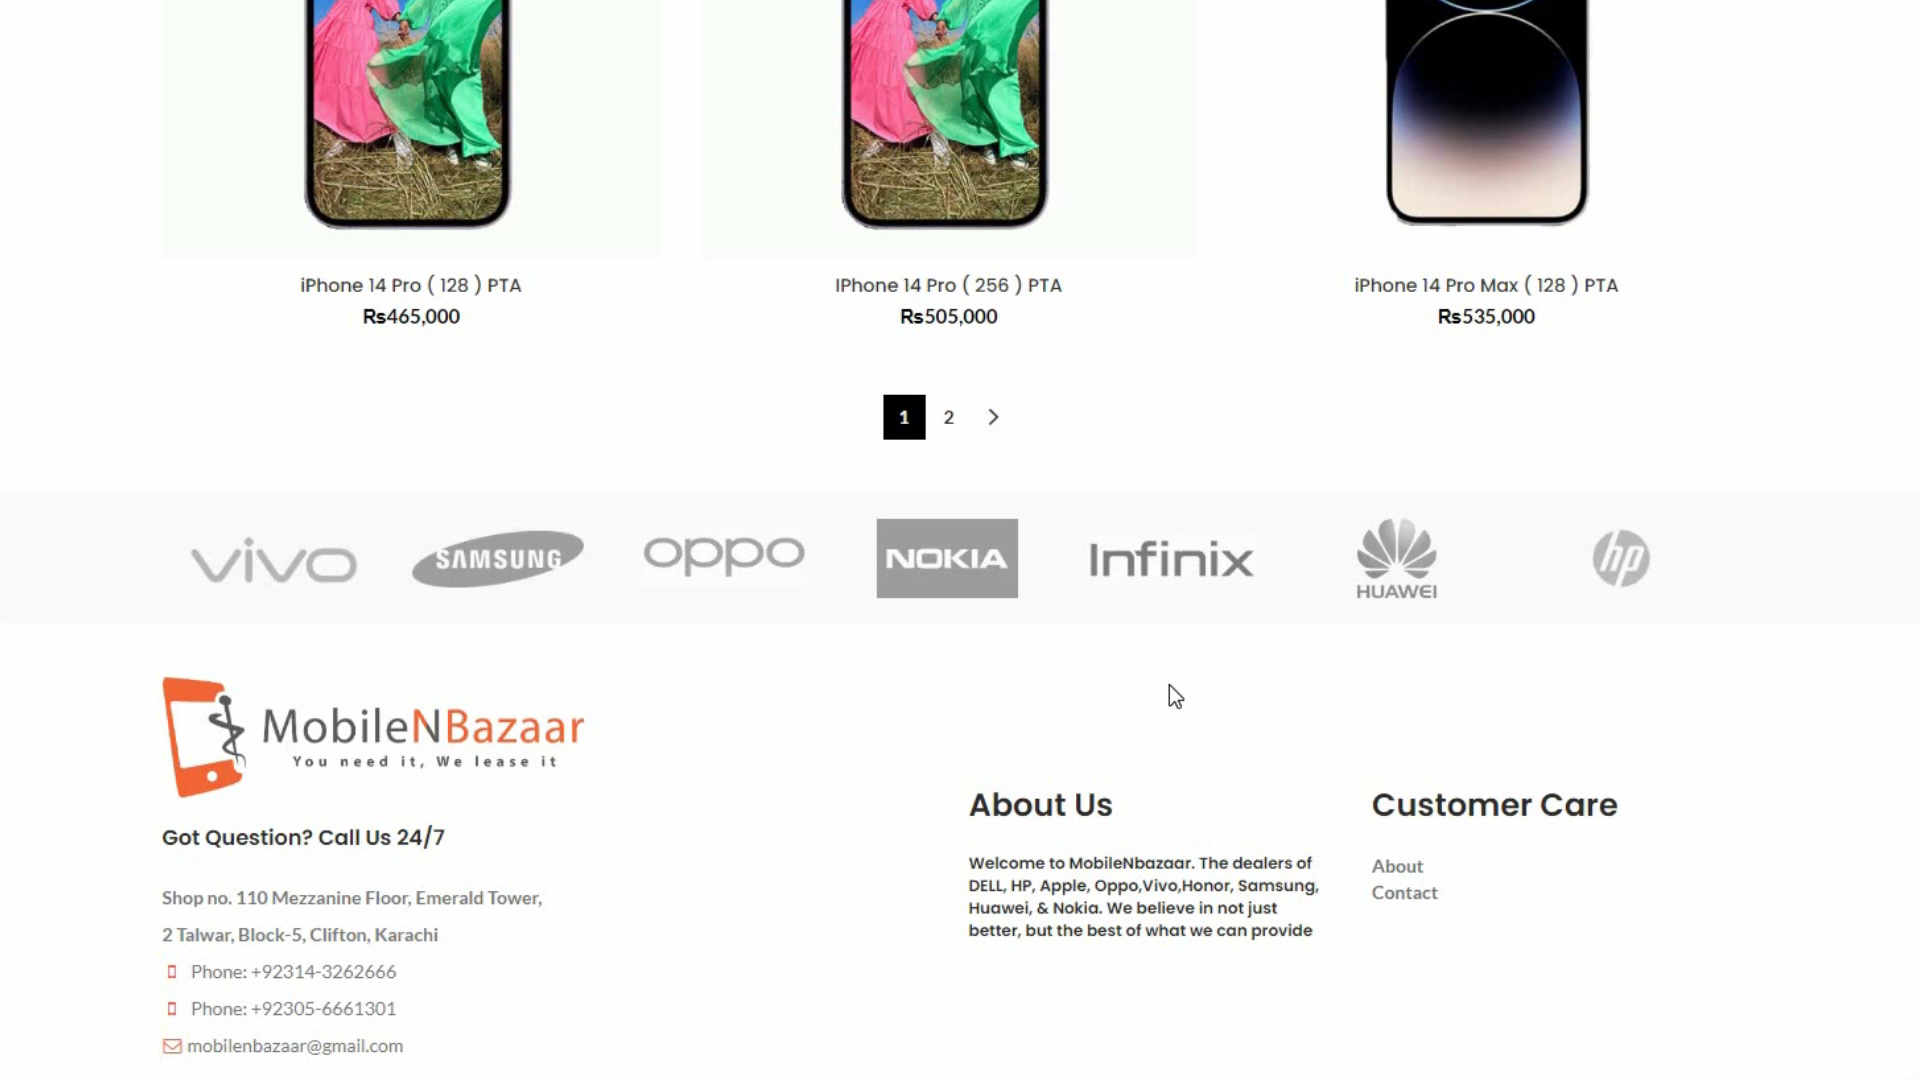 iPhone 14 Pro ( 128 ) PTA
₨465,000
IPhone 14 Pro ( 256 ) PTA
₨505,000
iPhone 14 Pro Max ( 128 ) PTA
₨535,000
1 2
vivo
SAMSUNG
oppo
NOKIA
Infinix
HUAWEI
hp
MobileNBazaar
You need it, We lease it
Got Question? Call Us 24/7
Shop no. 110 Mezzanine Floor, Emerald Tower,
2 Talwar, Block-5, Clifton, Karachi
Phone: +92314-3262666
Phone: +92305-6661301
mobilenbazaar@gmail.com
About Us
Welcome to MobileNbazaar. The dealers of
DELL, HP, Apple, Oppo,Vivo,Honor, Samsung,
Huawei, & Nokia. We believe in not just
better, but the best of what we can provide
Customer Care
About
Contact